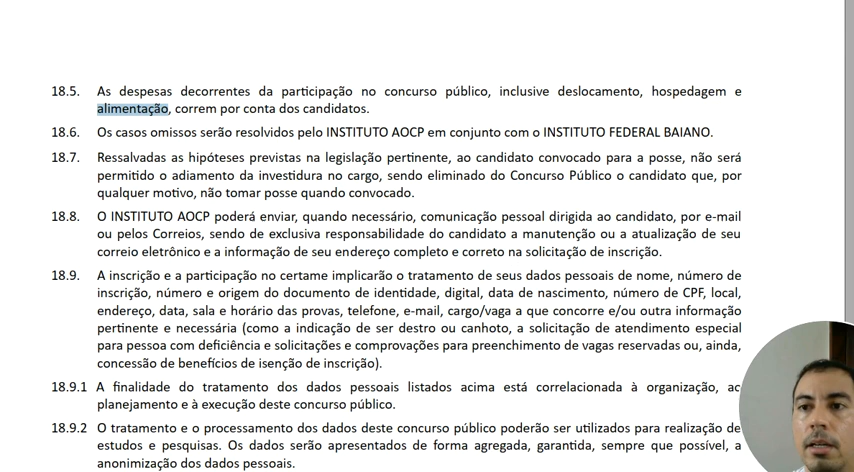 18.5. As despesas decorrentes da participação no concurso público, inclusive deslocamento, hospedagem e
alimentação, correm por conta dos candidatos.
18.6. Os casos omissos serão resolvidos pelo INSTITUTO AOCP em conjunto com o INSTITUTO FEDERAL BAIANO.
18.7. Ressalvadas as hipóteses previstas na legislação pertinente, ao candidato convocado para a posse, não será
permitido o adiamento da investidura no cargo, sendo eliminado do Concurso Público o candidato que, por
qualquer motivo, não tomar posse quando convocado.
18.8. O INSTITUTO AOCP poderá enviar, quando necessário, comunicação pessoal dirigida ao candidato, por e-mail
ou pelos Correios, sendo de exclusiva responsabilidade do candidato a manutenção ou a atualização de seu
correio eletrônico e a informação de seu endereço completo e correto na solicitação de inscrição.
18.9. A inscrição e a participação no certame implicarão o tratamento de seus dados pessoais de nome, número de
inscrição, número e origem do documento de identidade, digital, data de nascimento, número de CPF, local,
endereço, data, sala e horário das provas, telefone, e-mail, cargo/vaga a que concorre e/ou outra informação
pertinente e necessária (como a indicação de ser destro ou canhoto, a solicitação de atendimento especial
para pessoa com deficiência e solicitações e comprovações para preenchimento de vagas reservadas ou, ainda,
concessão de benefícios de isenção de inscrição).
18.9.1 A finalidade do tratamento dos dados pessoais listados acima está correlacionada à organização,
planejamento e à execução deste concurso público.
18.9.2 O tratamento e o processamento dos dados deste concurso público poderão ser utilizados para realização de
estudos e pesquisas. Os dados serão apresentados de forma agregada, garantida, sempre que possível, a
anonimização dos dados pessoais.